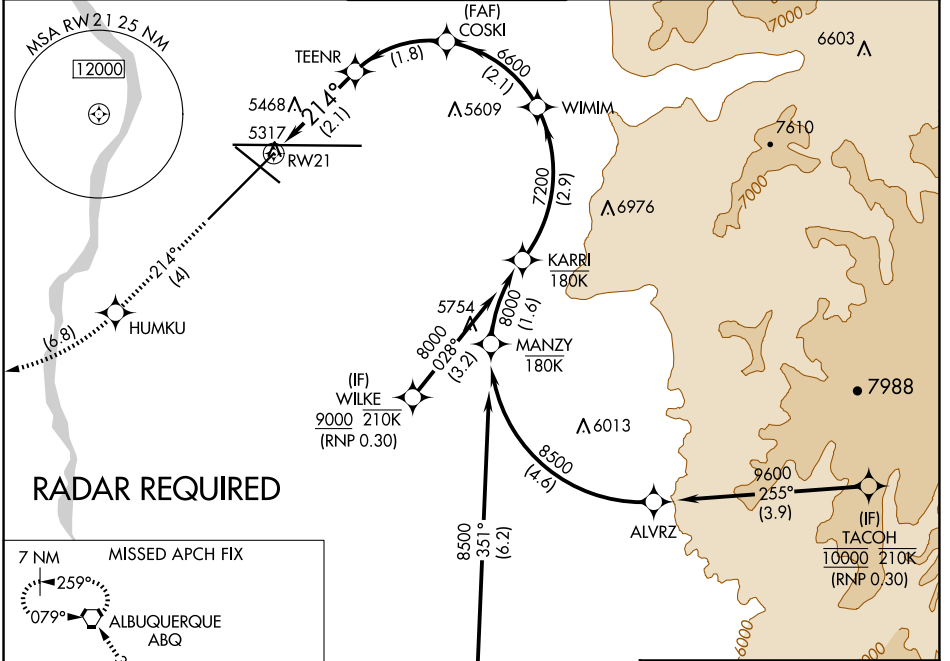 MSA RW21 25 NM
12000
(FAF)
COSKI
TEENR
(1.8)
6600
(2.1)
6603
5468
214°
(2.1)
5609
WIMIM
7610
7000
5317
RW21
7200
(2.9)
6976
214°
(4)
KARRI
180K
HUMKU
(6.8)
5754
8000
(1.6)
8000
028°
(3.2)
MANZY
180K
(IF)
WILKE
9000 210K
(RNP 0.30)
7988
6013
8500
(4.6)
RADAR REQUIRED
9600
255°
(3.9)
ALVRZ
(IF)
TACOH
10000 210K
(RNP 0.30)
8500
351°
(6.2)
MISSED APCH FIX
7 NM
259°
079°
ALBUQUERQUE
ABQ
6000
7000